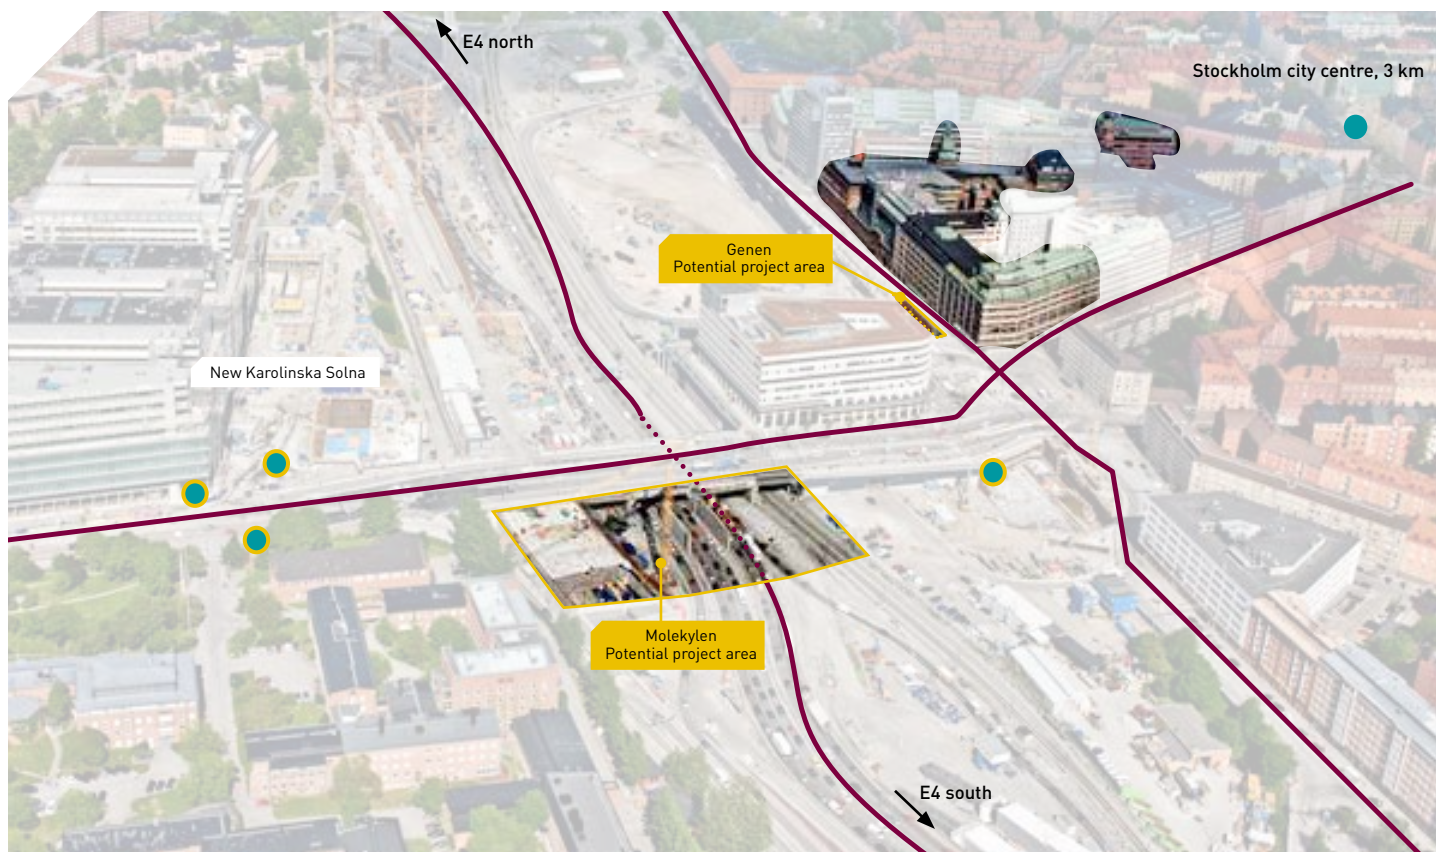 E4 north
Stockholm city centre, 3 km
Genen
Potential project area
New Karolinska Solna
Molekylen
Potential project area
E4 south